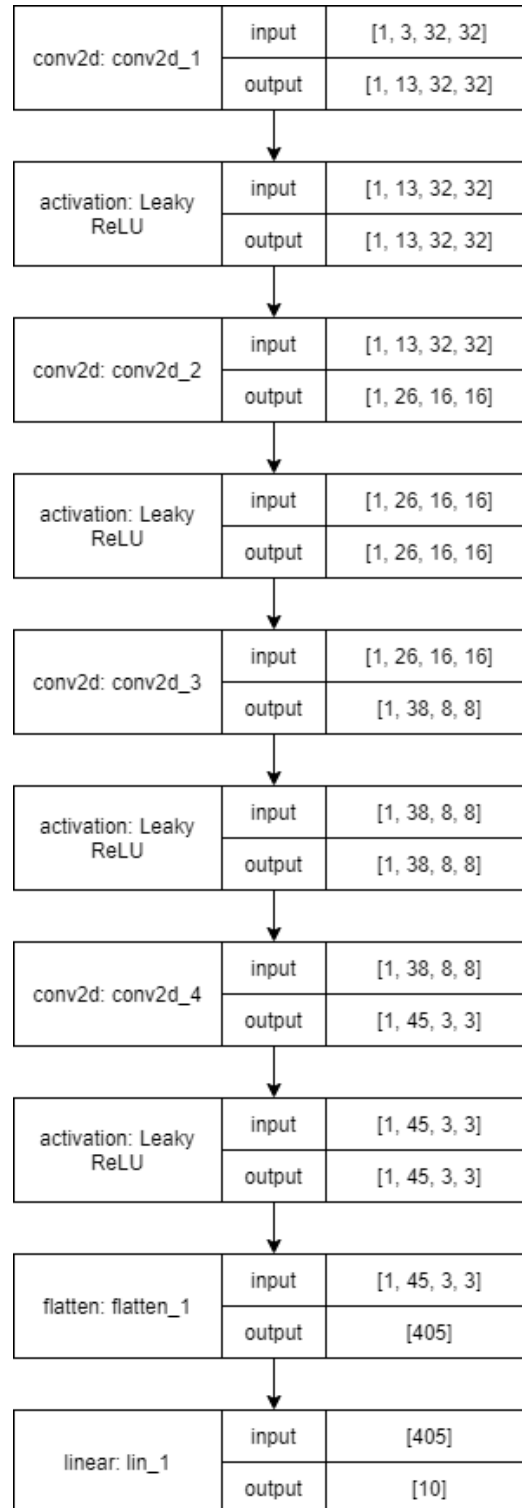 conv2d: conv2d_1
input
[1, 3, 32, 32]
output
[1, 13, 32, 32]
activation: Leaky
ReLU
input
[1, 13, 32, 32]
output
[1, 13, 32, 32]
conv2d: conv2d_2
input
[1, 13, 32, 32]
output
[1, 26, 16, 16]
activation: Leaky
ReLU
input
[1, 26, 16, 16]
output
[1, 26, 16, 16]
conv2d: conv2d_3
input
[1, 26, 16, 16]
output
[1, 38, 8, 8]
activation: Leaky
ReLU
input
[1, 38, 8, 8]
output
[1, 38, 8, 8]
conv2d: conv2d_4
input
[1, 38, 8, 8]
output
[1, 45, 3, 3]
activation: Leaky
ReLU
input
[1, 45, 3, 3]
output
[1, 45, 3, 3]
flatten: flatten_1
input
[1, 45, 3, 3]
output
[405]
linear: lin_1
input
[405]
output
[10]